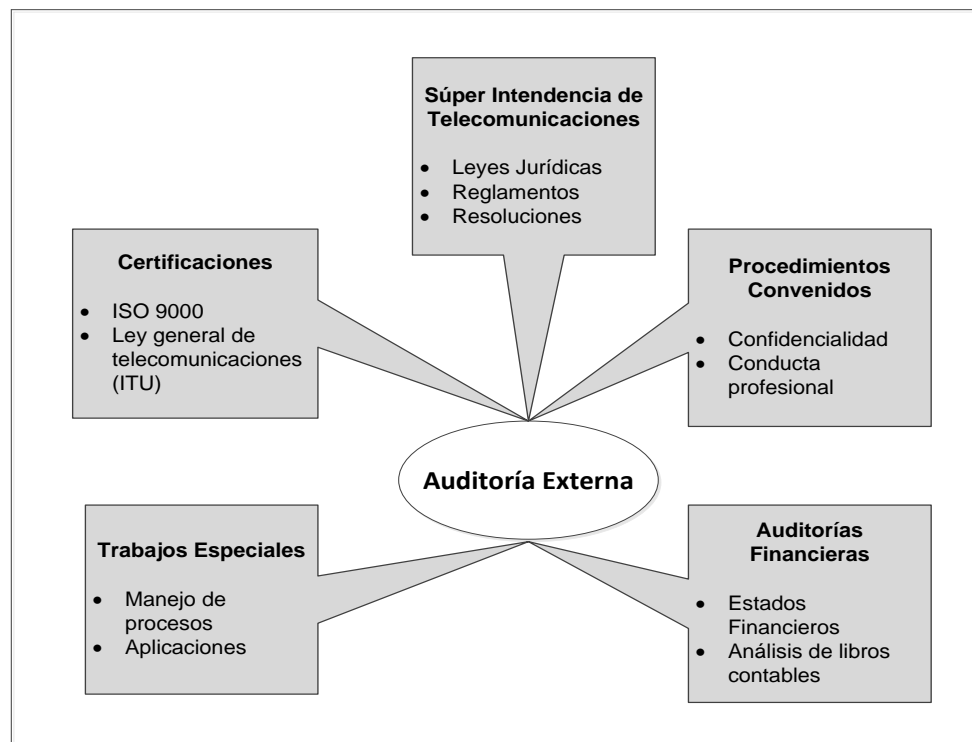 Súper Intendencia de
Telecomunicaciones
• Leyes Jurídicas
• Reglamentos
• Resoluciones
Certificaciones
• ISO 9000
• Ley general de
telecomunicaciones
(ITU)
Procedimientos
Convenidos
• Confidencialidad
• Conducta
profesional
Auditoría Externa
Trabajos Especiales
• Manejo de
procesos
• Aplicaciones
Auditorías
Financieras
• Estados
Financieros
• Análisis de libros
contables